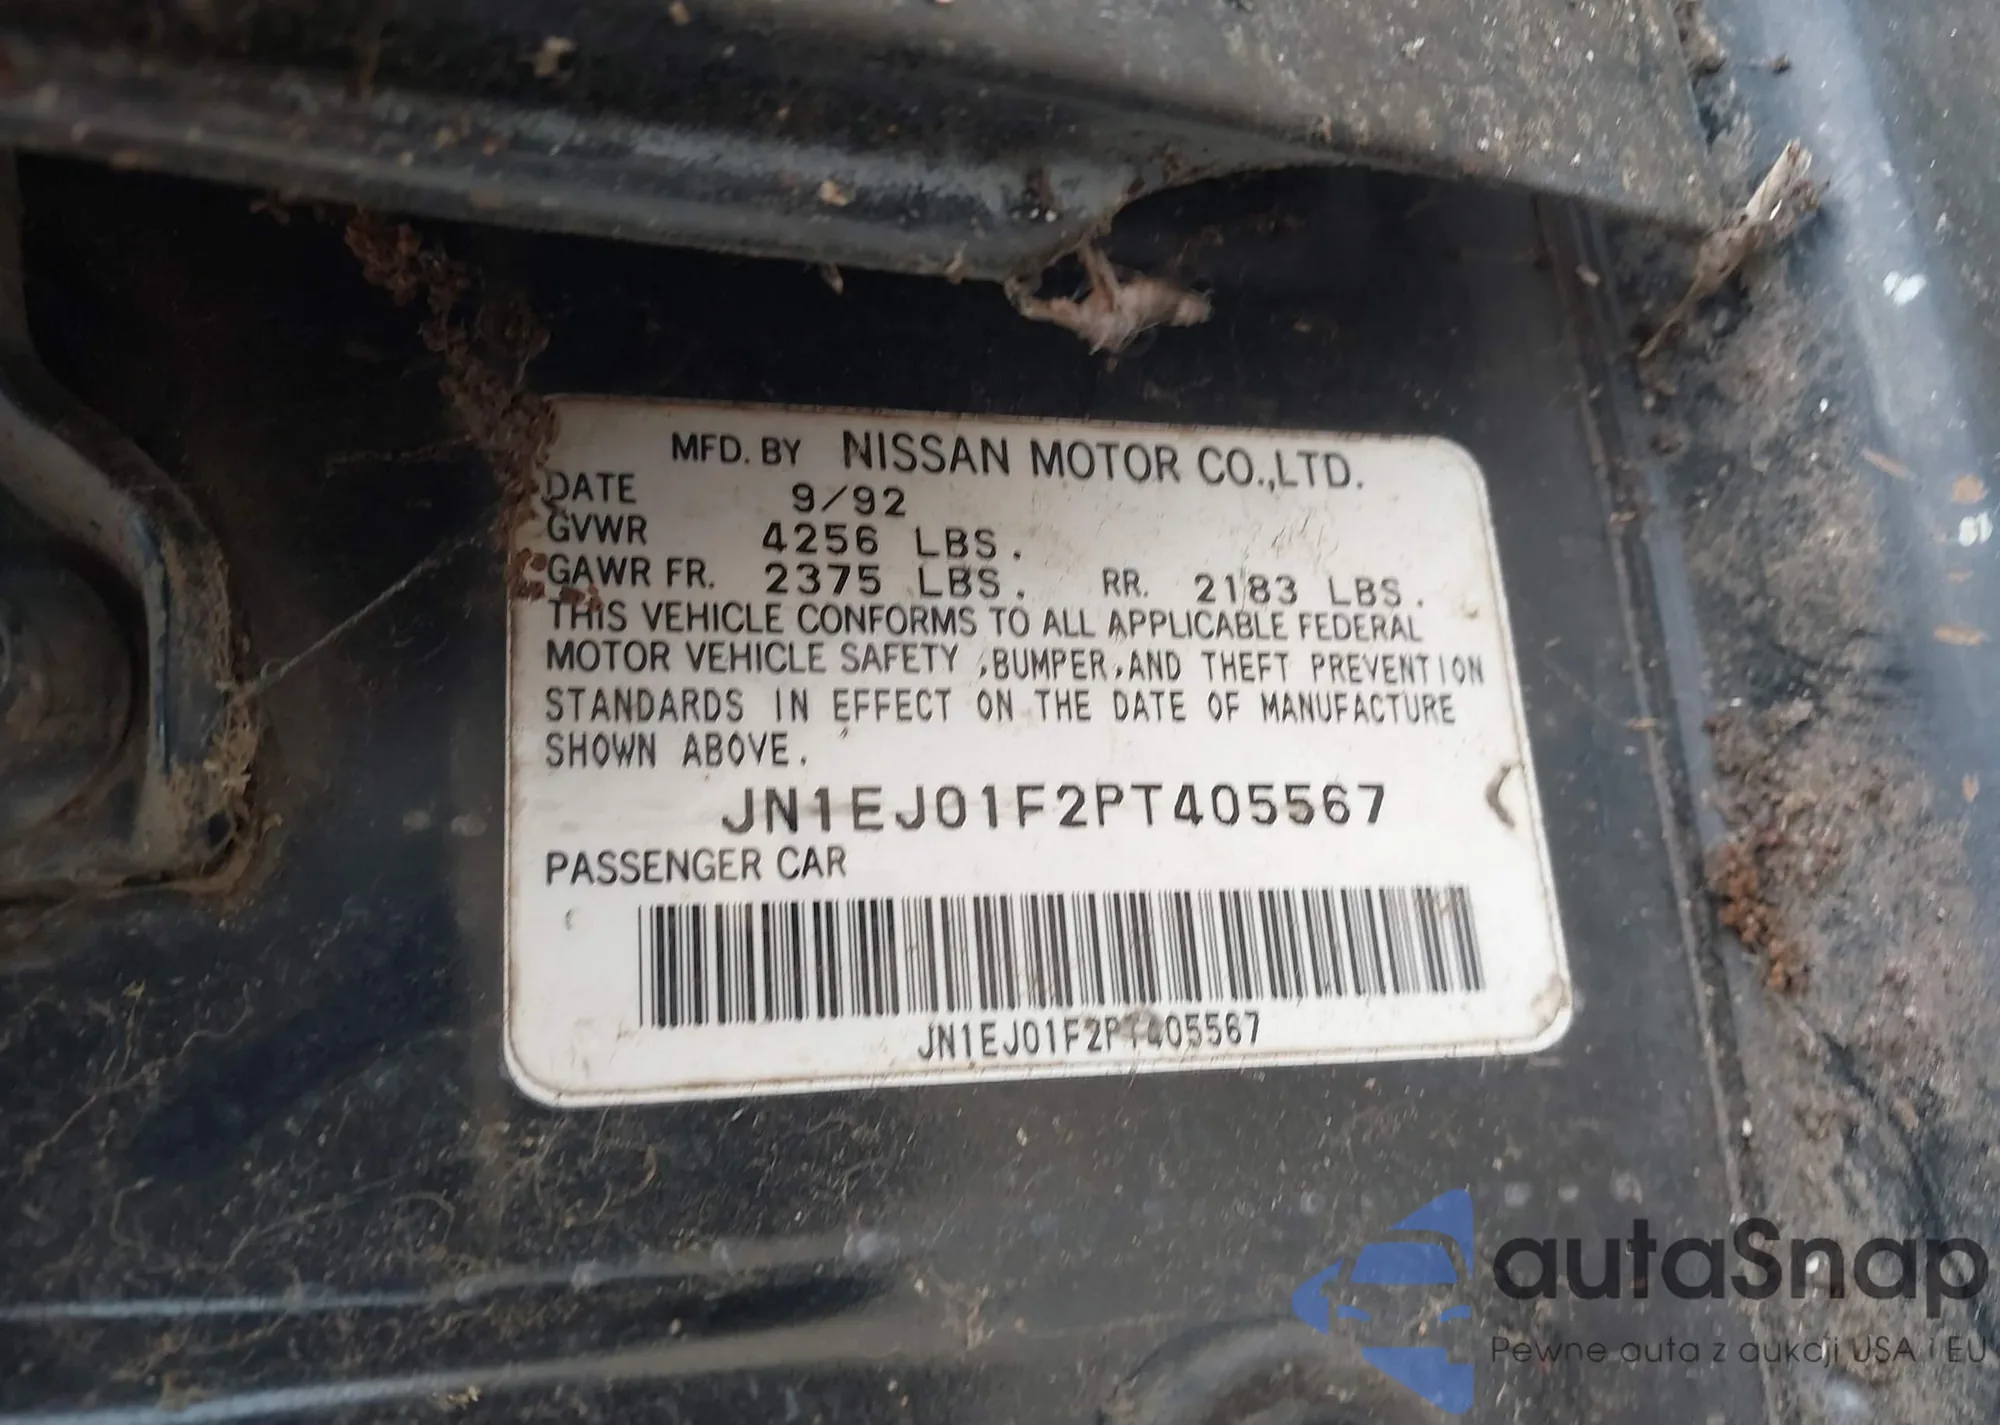 MFD. BY NISSAN MOTOR CO.,LTD.
DATE 9/92
GVWR 4256 LBS.
GAWR FR. 2375 LBS. RR. 2183 LBS.
THIS VEHICLE CONFORMS TO ALL APPLICABLE FEDERAL
MOTOR VEHICLE SAFETY ,BUMPER,AND THEFT PREVENTION
STANDARDS IN EFFECT ON THE DATE OF MANUFACTURE
SHOWN ABOVE.
JN1EJ01F2PT405567
PASSENGER CAR
JN1EJ01F2PT405567
autaSnap
Pewne auta z aukcji USA i EU